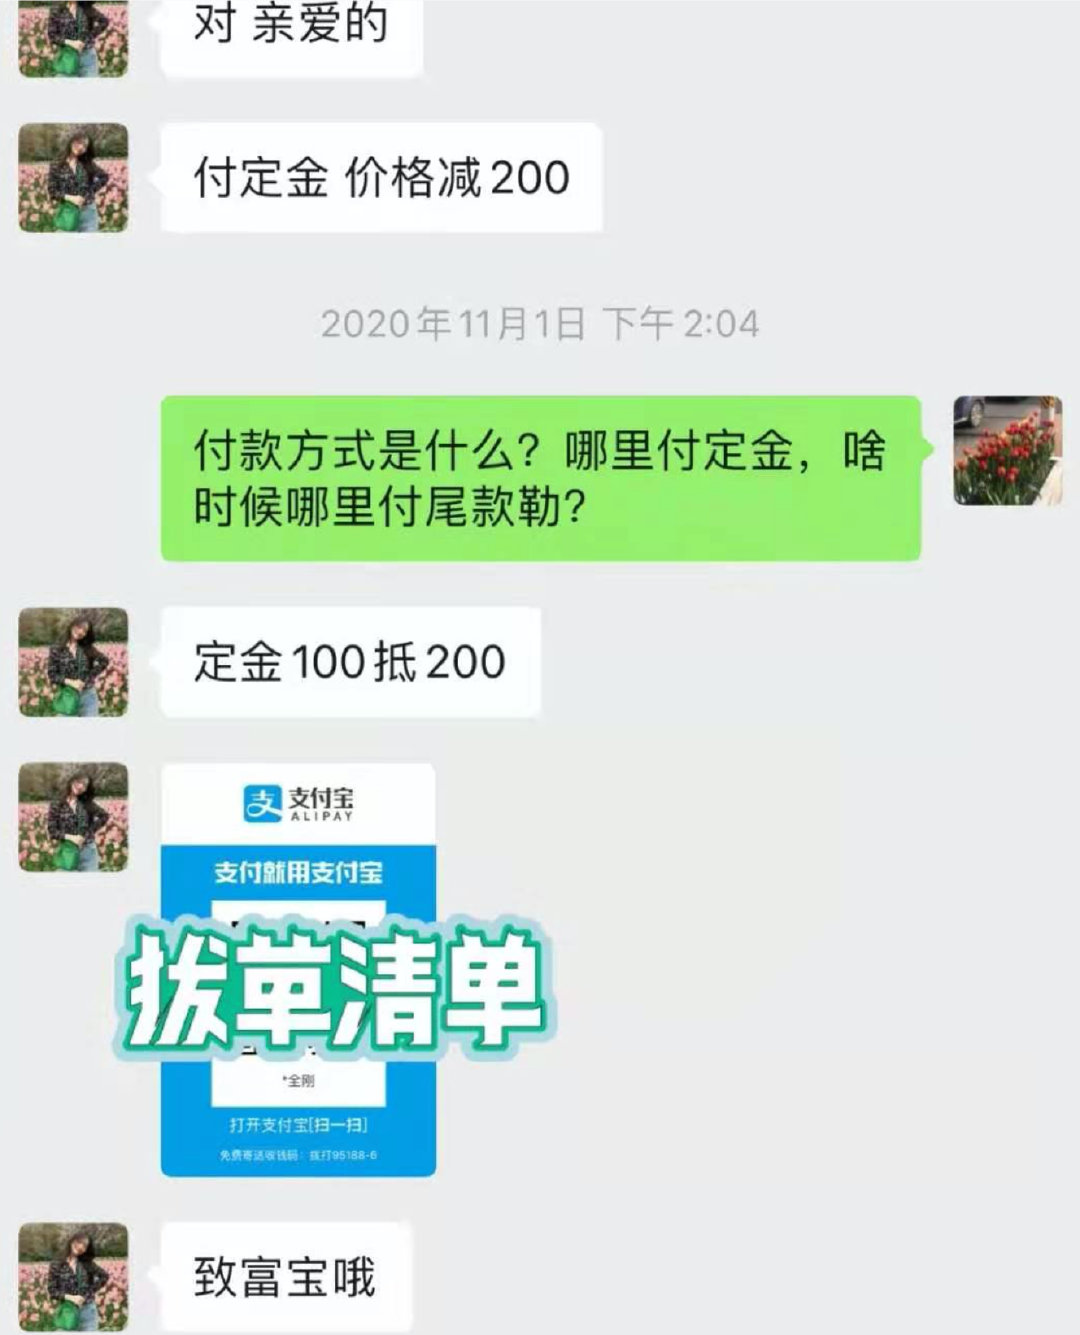 对 亲爱的
付定金 价格减200
2020年11月1日 下午2:04
付款方式是什么？哪里付定金，啥
时候哪里付尾款勒？
定金100抵200
支付宝
ALIPAY
支付就用支付宝
拔草清单
*全刚
打开支付宝[扫一扫]
免费寄送收钱码：拨打95188-6
致富宝哦